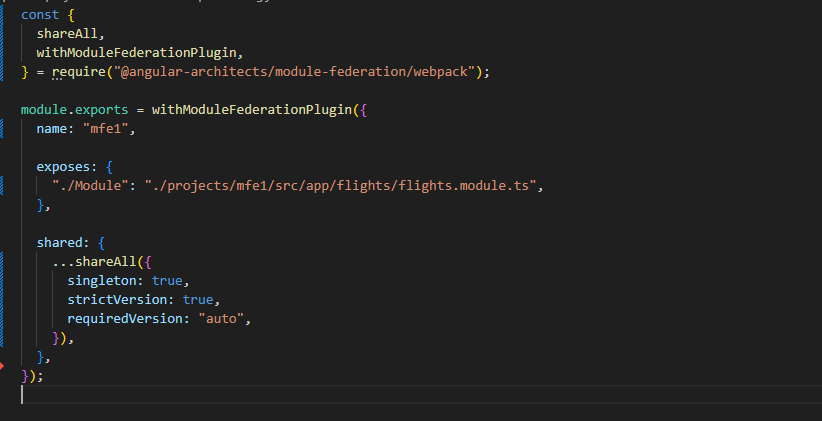 const {
  shareAll,
  withModuleFederationPlugin,
} = require("@angular-architects/module-federation/webpack");
module.exports = withModuleFederationPlugin({
  name: "mfe1",
  exposes: {
    "./Module": "./projects/mfe1/src/app/flights/flights.module.ts",
  },
  shared: {
    ...shareAll({
      singleton: true,
      strictVersion: true,
      requiredVersion: "auto",
    }),
  },
});